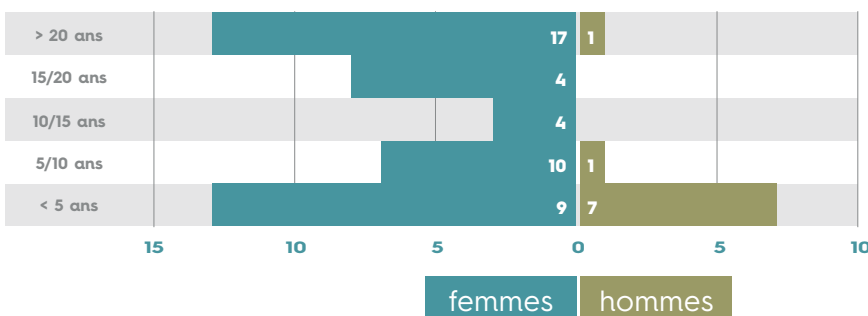 > 20 ans 17 1
15/20 ans 4
10/15 ans 4
5/10 ans 10 1
< 5 ans 9 7
15 10 5 0 5 10
femmes hommes